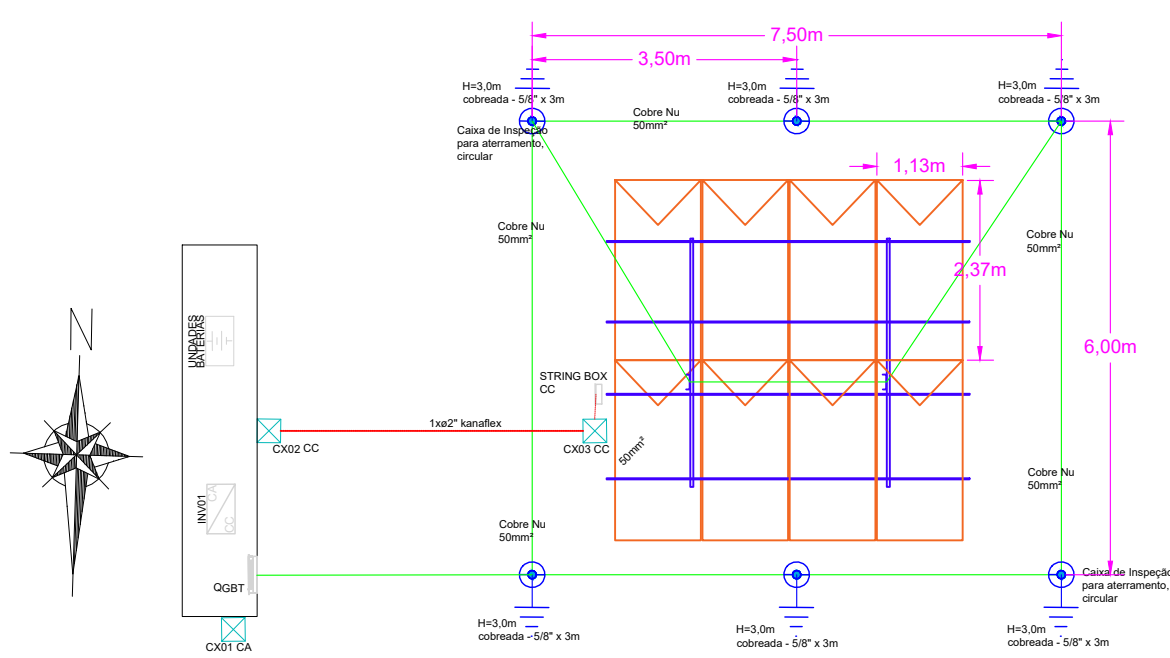 7,50m
3,50m
H=3,0m
cobreada - 5/8" x 3m
H=3,0m
cobreada - 5/8" x 3m
H=3,0m
cobreada - 5/8" x 3m
Cobre Nu
50mm²
Caixa de Inspeção
para aterramento,
circular
1,13m
Cobre Nu
50mm²
Cobre Nu
50mm²
2,37m
N
UNDADES
BATERIAS
6,00m
STRING BOX
CC
1xø2" kanaflex
CX02 CC
CX03 CC
50mm²
Cobre Nu
50mm²
INV01
CA
CC
Cobre Nu
50mm²
QGBT
Caixa de Inspeção
para aterramento,
circular
H=3,0m
cobreada - 5/8" x 3m
H=3,0m
cobreada - 5/8" x 3m
H=3,0m
cobreada - 5/8" x 3m
CX01 CA